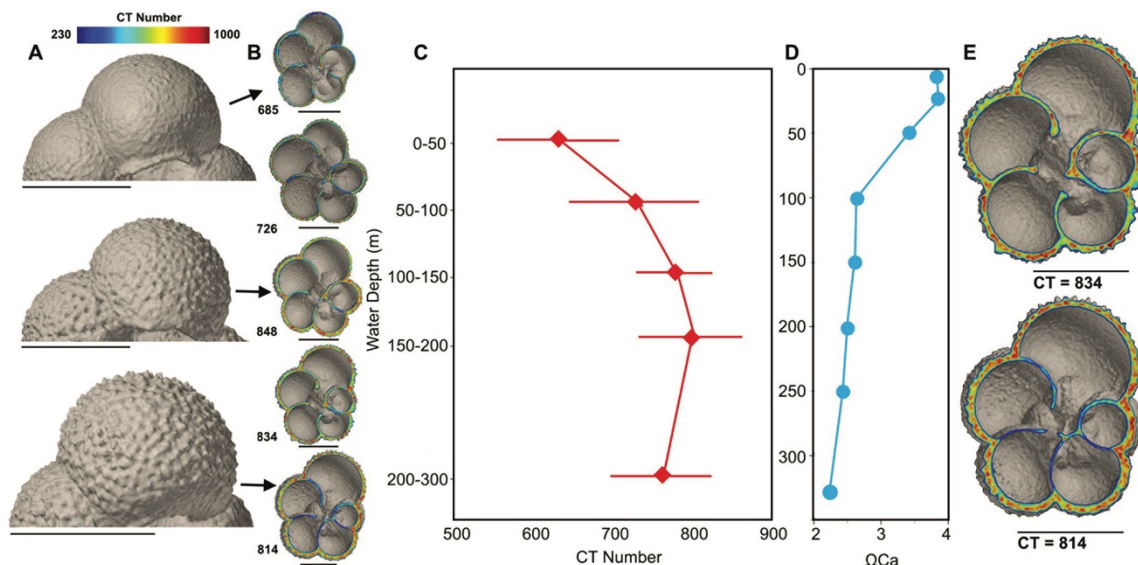 CT Number
230
1000
A
B
C
D
E
685
726
848
834
814
Water Depth (m)
0-50
50-100
100-150
150-200
200-300
500
600
700
800
900
CT Number
0
50
100
150
200
250
300
2
3
4
ΩCa
CT = 834
CT = 814